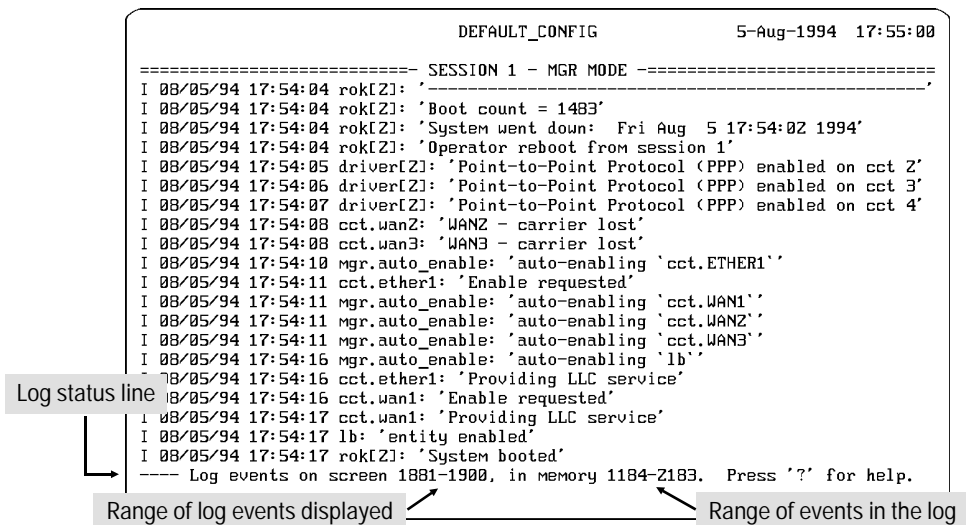 DEFAULT_CONFIG 5-Aug-1994 17:55:00
===========================- SESSION 1 - MGR MODE -=============================
I 08/05/94 17:54:04 rok[2]: '--------------------------------------------------'
I 08/05/94 17:54:04 rok[2]: 'Boot count = 1483'
I 08/05/94 17:54:04 rok[2]: 'System went down:  Fri Aug  5 17:54:02 1994'
I 08/05/94 17:54:04 rok[2]: 'Operator reboot from session 1'
I 08/05/94 17:54:05 driver[2]: 'Point-to-Point Protocol (PPP) enabled on cct 2'
I 08/05/94 17:54:06 driver[2]: 'Point-to-Point Protocol (PPP) enabled on cct 3'
I 08/05/94 17:54:07 driver[2]: 'Point-to-Point Protocol (PPP) enabled on cct 4'
I 08/05/94 17:54:08 cct.wan2: 'WAN2 - carrier lost'
I 08/05/94 17:54:08 cct.wan3: 'WAN3 - carrier lost'
I 08/05/94 17:54:10 mgr.auto_enable: 'auto-enabling `cct.ETHER1`'
I 08/05/94 17:54:11 cct.ether1: 'Enable requested'
I 08/05/94 17:54:11 mgr.auto_enable: 'auto-enabling `cct.WAN1`'
I 08/05/94 17:54:11 mgr.auto_enable: 'auto-enabling `cct.WAN2`'
I 08/05/94 17:54:11 mgr.auto_enable: 'auto-enabling `cct.WAN3`'
I 08/05/94 17:54:16 mgr.auto_enable: 'auto-enabling `lb`'
I 08/05/94 17:54:16 cct.ether1: 'Providing LLC service'
Log status line
I 08/05/94 17:54:16 cct.wan1: 'Enable requested'
I 08/05/94 17:54:17 cct.wan1: 'Providing LLC service'
I 08/05/94 17:54:17 lb: 'entity enabled'
I 08/05/94 17:54:17 rok[2]: 'System booted'
---- Log events on screen 1881-1900, in memory 1184-2183.  Press '?' for help.
Range of log events displayed
Range of events in the log